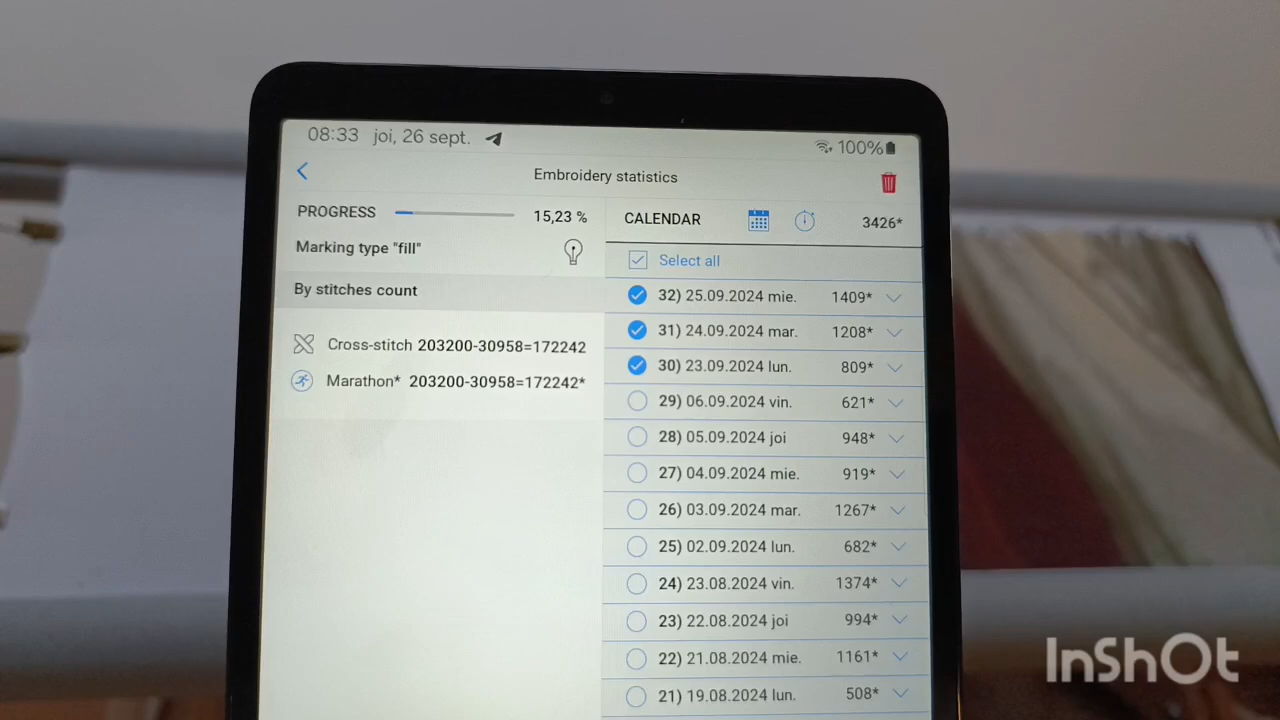 08:33 joi, 26 sept. 100%
Embroidery statistics
PROGRESS 15,23 %
Marking type "fill"
By stitches count
Cross-stitch 203200-30958=172242
Marathon* 203200-30958=172242*
CALENDAR 3426*
Select all
32) 25.09.2024 mie. 1409*
31) 24.09.2024 mar. 1208*
30) 23.09.2024 lun. 809*
29) 06.09.2024 vin. 621*
28) 05.09.2024 joi 948*
27) 04.09.2024 mie. 919*
26) 03.09.2024 mar. 1267*
25) 02.09.2024 lun. 682*
24) 23.08.2024 vin. 1374*
23) 22.08.2024 joi 994*
22) 21.08.2024 mie. 1161*
21) 19.08.2024 lun. 508*
InShOt